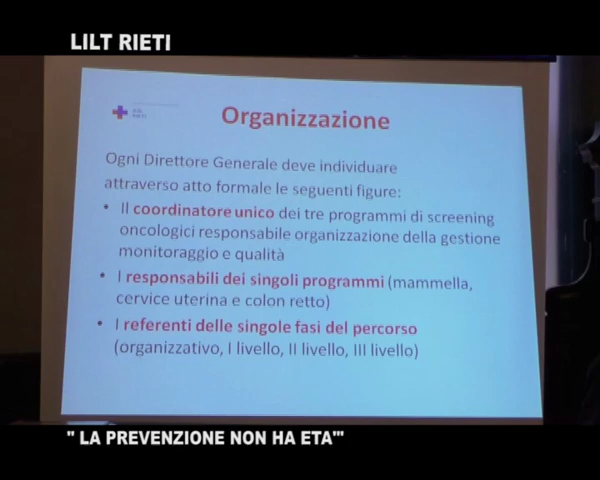 LILT RIETI
ASL
RIETI
Organizzazione
Ogni Direttore Generale deve individuare
attraverso atto formale le seguenti figure:
• Il coordinatore unico dei tre programmi di screening
oncologici responsabile organizzazione della gestione
monitoraggio e qualità
• I responsabili dei singoli programmi (mammella,
cervice uterina e colon retto)
• I referenti delle singole fasi del percorso
(organizzativo, I livello, II livello, III livello)
" LA PREVENZIONE NON HA ETA'"